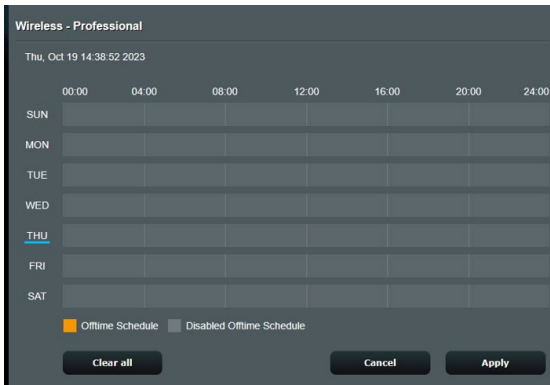 Wireless - Professional
Thu, Oct 19 14:38:52 2023
00:00 04:00 08:00 12:00 16:00 20:00 24:00
SUN
MON
TUE
WED
THU
FRI
SAT
Offtime Schedule Disabled Offtime Schedule
Clear all Cancel Apply